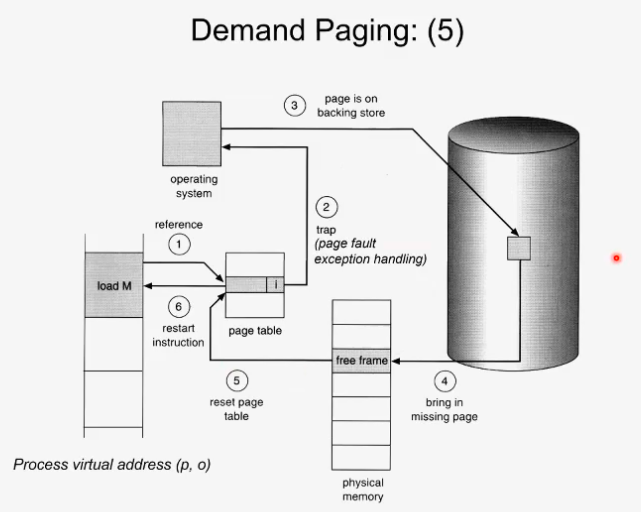 Demand Paging: (5)
3
page is on
backing store
operating
system
2
trap
(page fault
exception handling)
reference
1
load M
i
6
restart
instruction
page table
free frame
5
reset page
table
4
bring in
missing page
Process virtual address (p, o)
physical
memory